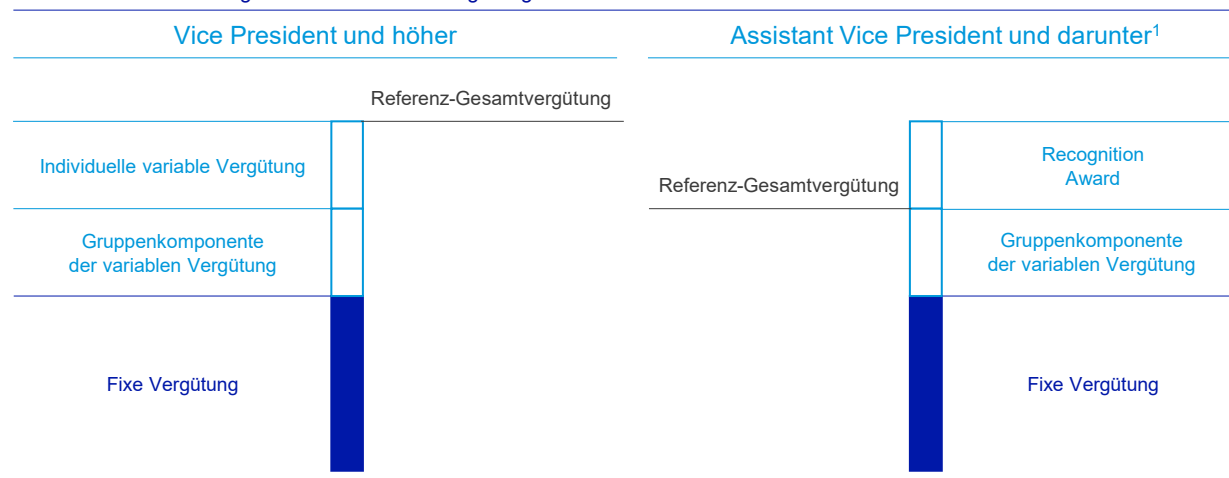 Vice President und höher
Assistant Vice President und darunter¹
Referenz-Gesamtvergütung
Individuelle variable Vergütung
Gruppenkomponente
der variablen Vergütung
Fixe Vergütung
Recognition
Award
Referenz-Gesamtvergütung
Gruppenkomponente
der variablen Vergütung
Fixe Vergütung